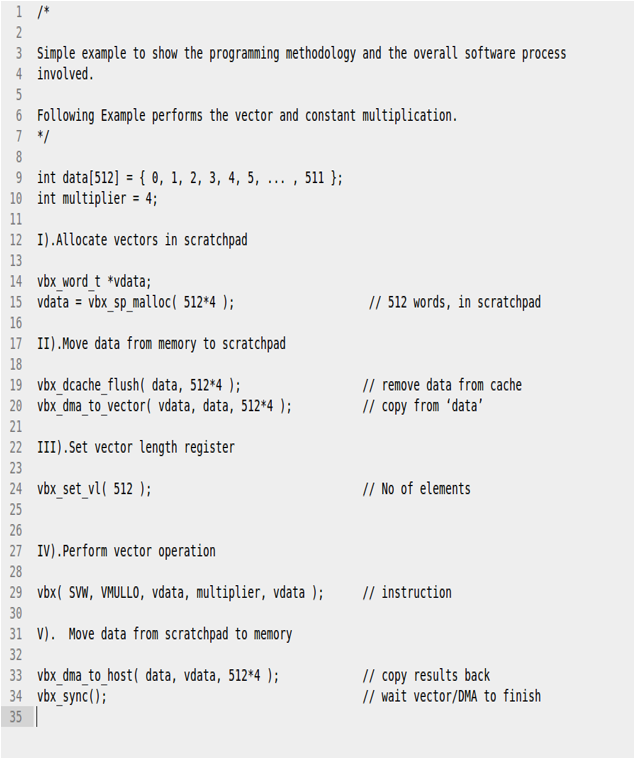 1 /*
2
3 Simple example to show the programming methodology and the overall software process
4 involved.
5
6 Following Example performs the vector and constant multiplication.
7 */
8
9 int data[512] = { 0, 1, 2, 3, 4, 5, ... , 511 };
10 int multiplier = 4;
11
12 I).Allocate vectors in scratchpad
13
14 vbx_word_t *vdata;
15 vdata = vbx_sp_malloc( 512*4 ); // 512 words, in scratchpad
16
17 II).Move data from memory to scratchpad
18
19 vbx_dcache_flush( data, 512*4 ); // remove data from cache
20 vbx_dma_to_vector( vdata, data, 512*4 ); // copy from ‘data’
21
22 III).Set vector length register
23
24 vbx_set_vl( 512 ); // No of elements
25
26
27 IV).Perform vector operation
28
29 vbx( SVW, VMULLO, vdata, multiplier, vdata ); // instruction
30
31 V).  Move data from scratchpad to memory
32
33 vbx_dma_to_host( data, vdata, 512*4 ); // copy results back
34 vbx_sync(); // wait vector/DMA to finish
35